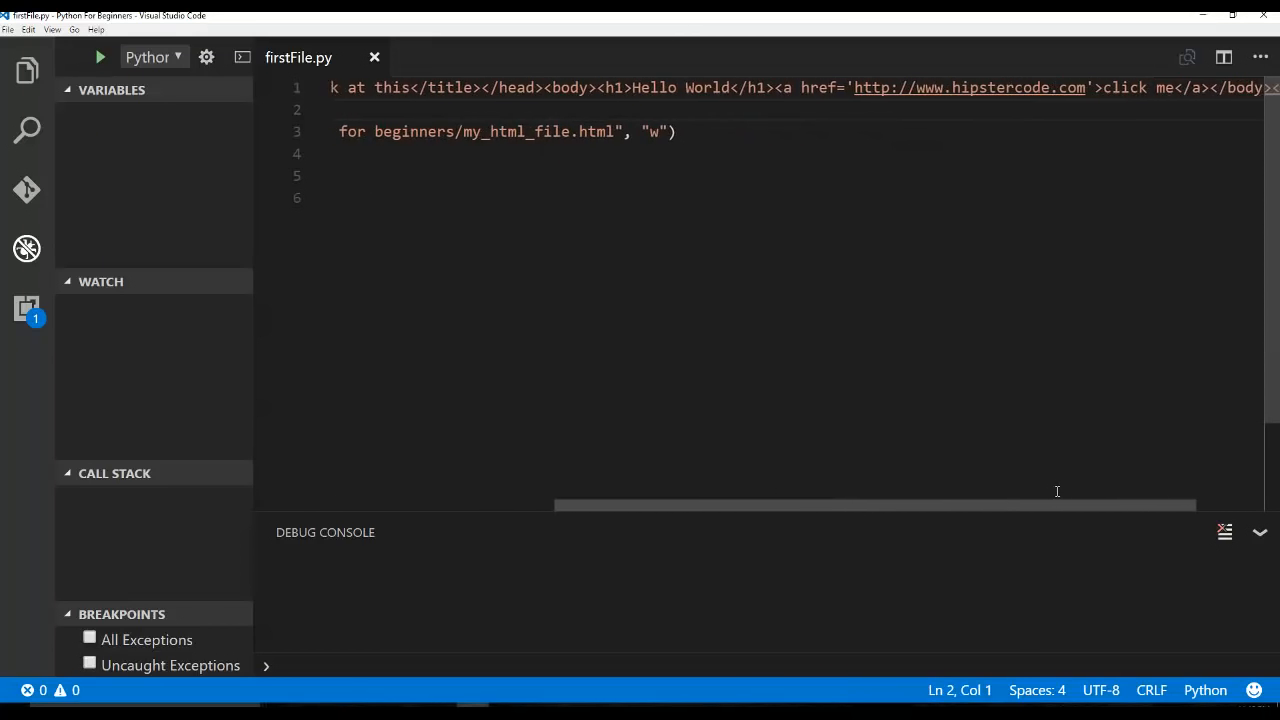 firstFile.py - Python For Beginners - Visual Studio Code
File Edit View Go Help
Pythor
firstFile.py
VARIABLES
1 k at this</title></head><body><h1>Hello World</h1><a href='http://www.hipstercode.com'>click me</a></body><
2
3 for beginners/my_html_file.html", "w")
4
5
6
WATCH
1
CALL STACK
DEBUG CONSOLE
BREAKPOINTS
All Exceptions
Uncaught Exceptions
0 0 Ln 2, Col 1 Spaces: 4 UTF-8 CRLF Python